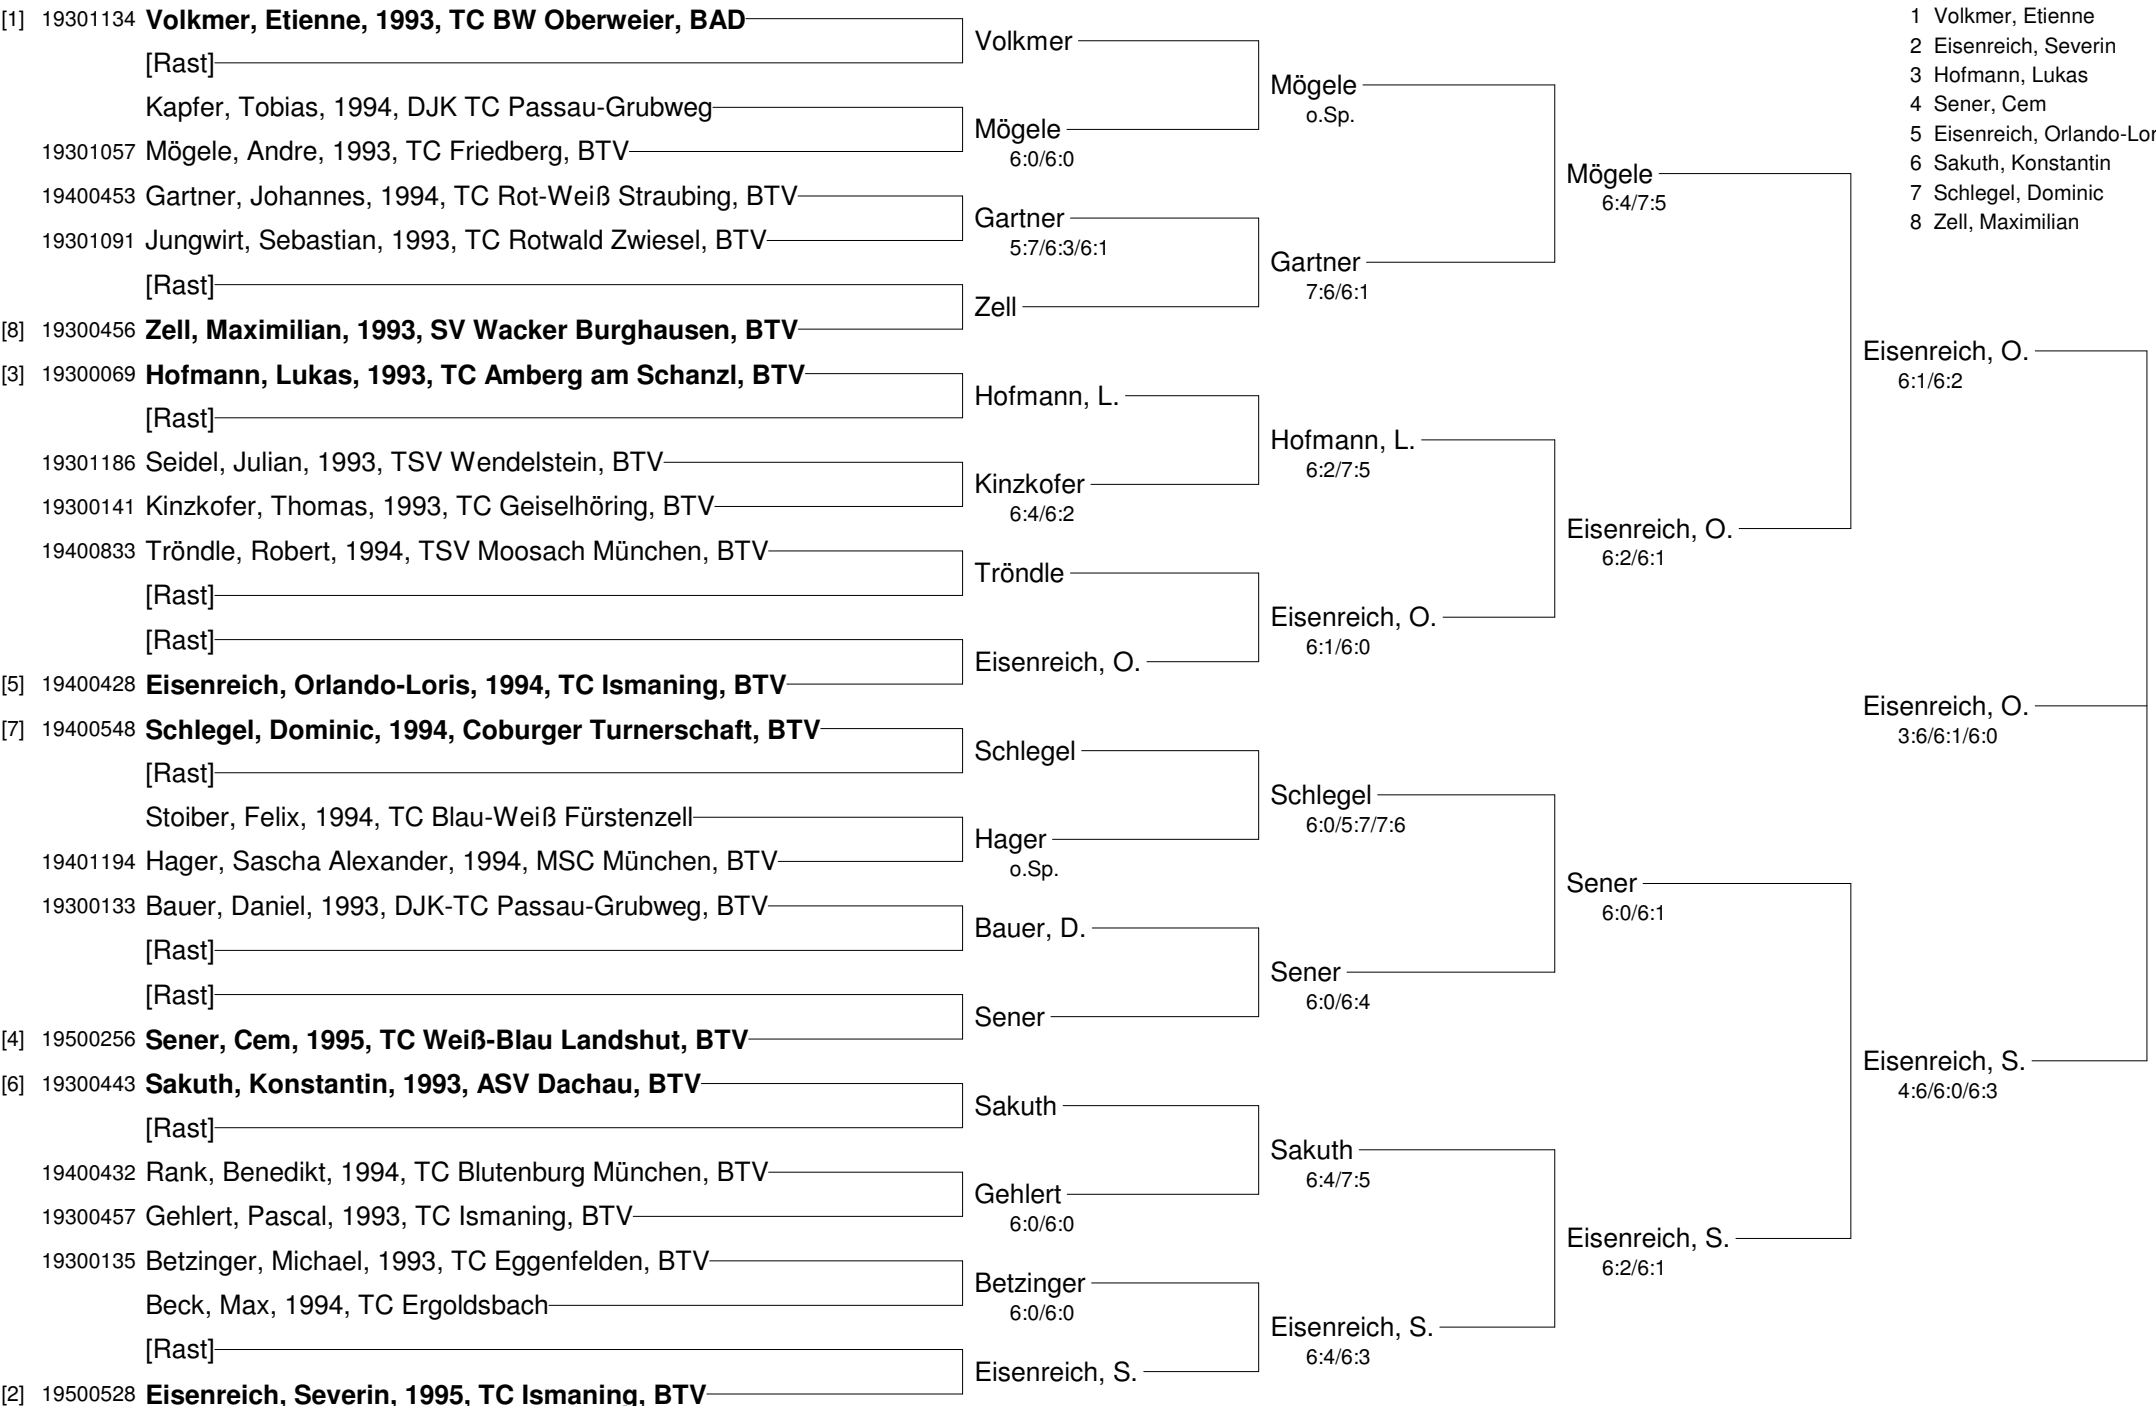 [1] 19301134 Volkmer, Etienne, 1993, TC BW Oberweier, BAD
[Rast]
Kapfer, Tobias, 1994, DJK TC Passau-Grubweg
19301057 Mögele, Andre, 1993, TC Friedberg, BTV
19400453 Gartner, Johannes, 1994, TC Rot-Weiß Straubing, BTV
19301091 Jungwirt, Sebastian, 1993, TC Rotwald Zwiesel, BTV
[Rast]
[8] 19300456 Zell, Maximilian, 1993, SV Wacker Burghausen, BTV
[3] 19300069 Hofmann, Lukas, 1993, TC Amberg am Schanzl, BTV
[Rast]
19301186 Seidel, Julian, 1993, TSV Wendelstein, BTV
19300141 Kinzkofer, Thomas, 1993, TC Geiselhöring, BTV
19400833 Tröndle, Robert, 1994, TSV Moosach München, BTV
[Rast]
[Rast]
[5] 19400428 Eisenreich, Orlando-Loris, 1994, TC Ismaning, BTV
[7] 19400548 Schlegel, Dominic, 1994, Coburger Turnerschaft, BTV
[Rast]
Stoiber, Felix, 1994, TC Blau-Weiß Fürstenzell
19401194 Hager, Sascha Alexander, 1994, MSC München, BTV
19300133 Bauer, Daniel, 1993, DJK-TC Passau-Grubweg, BTV
[Rast]
[Rast]
[4] 19500256 Sener, Cem, 1995, TC Weiß-Blau Landshut, BTV
[6] 19300443 Sakuth, Konstantin, 1993, ASV Dachau, BTV
[Rast]
19400432 Rank, Benedikt, 1994, TC Blutenburg München, BTV
19300457 Gehlert, Pascal, 1993, TC Ismaning, BTV
19300135 Betzinger, Michael, 1993, TC Eggenfelden, BTV
Beck, Max, 1994, TC Ergoldsbach
[Rast]
[2] 19500528 Eisenreich, Severin, 1995, TC Ismaning, BTV
Volkmer
Mögele
6:0/6:0
Gartner
5:7/6:3/6:1
Zell
Hofmann, L.
Kinzkofer
6:4/6:2
Tröndle
Eisenreich, O.
Schlegel
Hager
o.Sp.
Bauer, D.
Sener
Sakuth
Gehlert
6:0/6:0
Betzinger
6:0/6:0
Eisenreich, S.
Mögele
o.Sp.
Gartner
7:6/6:1
Hofmann, L.
6:2/7:5
Eisenreich, O.
6:1/6:0
Schlegel
6:0/5:7/7:6
Sener
6:0/6:4
Sakuth
6:4/7:5
Eisenreich, S.
6:4/6:3
Mögele
6:4/7:5
Eisenreich, O.
6:2/6:1
Sener
6:0/6:1
Eisenreich, S.
6:2/6:1
Eisenreich, O.
6:1/6:2
Eisenreich, O.
3:6/6:1/6:0
Eisenreich, S.
4:6/6:0/6:3
1 Volkmer, Etienne
2 Eisenreich, Severin
3 Hofmann, Lukas
4 Sener, Cem
5 Eisenreich, Orlando-Lor
6 Sakuth, Konstantin
7 Schlegel, Dominic
8 Zell, Maximilian